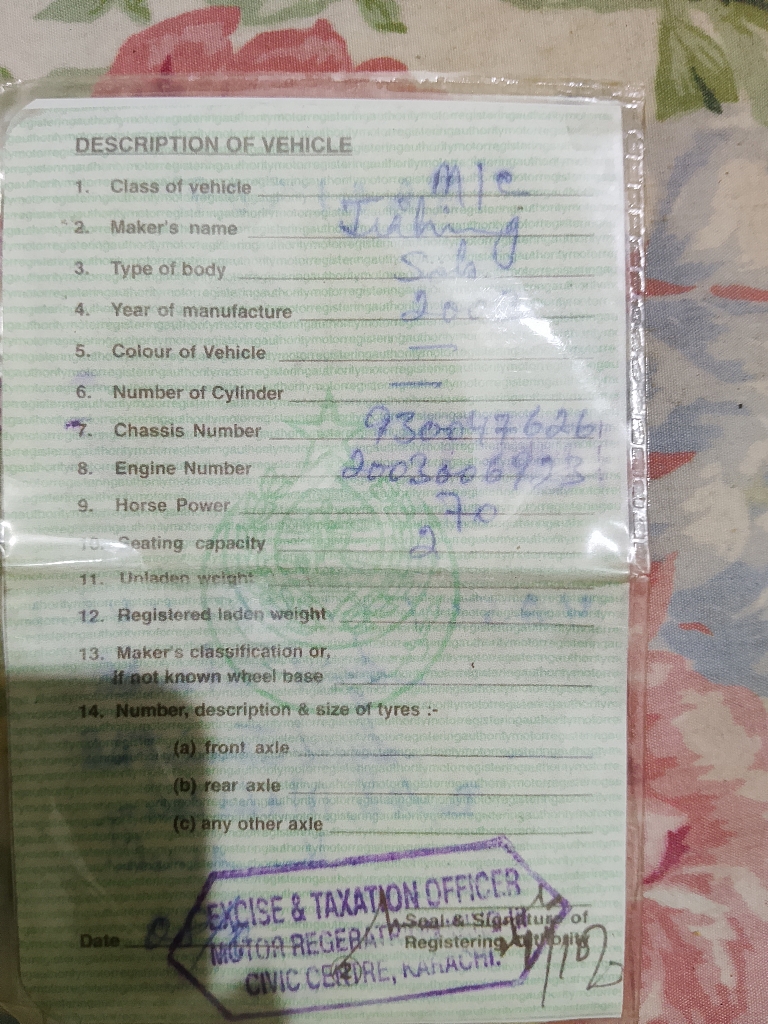 DESCRIPTION OF VEHICLE
1. Class of vehicle M/C
2. Maker's name
3. Type of body
4. Year of manufacture
5. Colour of Vehicle —
6. Number of Cylinder —
7. Chassis Number
8. Engine Number
9. Horse Power 70
10. Seating capacity 2
11. Unladen weight
12. Registered laden weight
13. Maker's classification or,
if not known wheel base
14. Number, description & size of tyres :-
(a) front axle
(b) rear axle
(c) any other axle
EXCISE & TAXATION OFFICER
Seal & Signature of
Date
Registering Authority
MOTOR
CIVIC CENTRE, KARACHI.